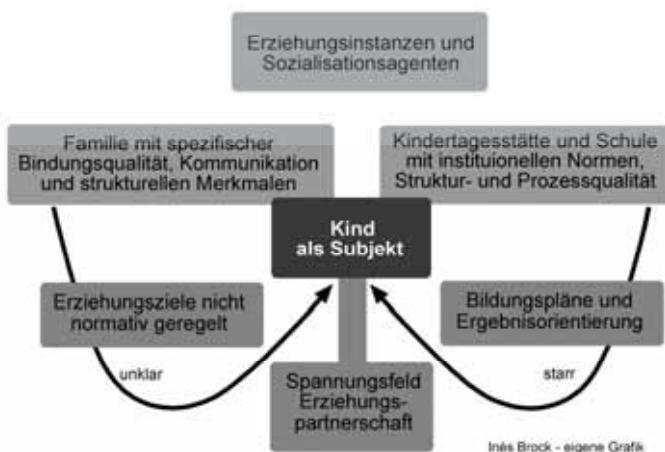 Erziehungsinstanzen und
Sozialisationsagenten
Familie mit spezifischer
Bindungsqualität, Kommunikation
und strukturellen Merkmalen
Kindertagesstätte und Schule
mit instituionellen Normen,
Struktur- und Prozessqualität
Kind
als Subjekt
Erziehungsziele nicht
normativ geregelt
Bildungspläne und
Ergebnisorientierung
unklar
starr
Spannungsfeld
Erziehungs-
partnerschaft
Inés Brock - eigene Grafik